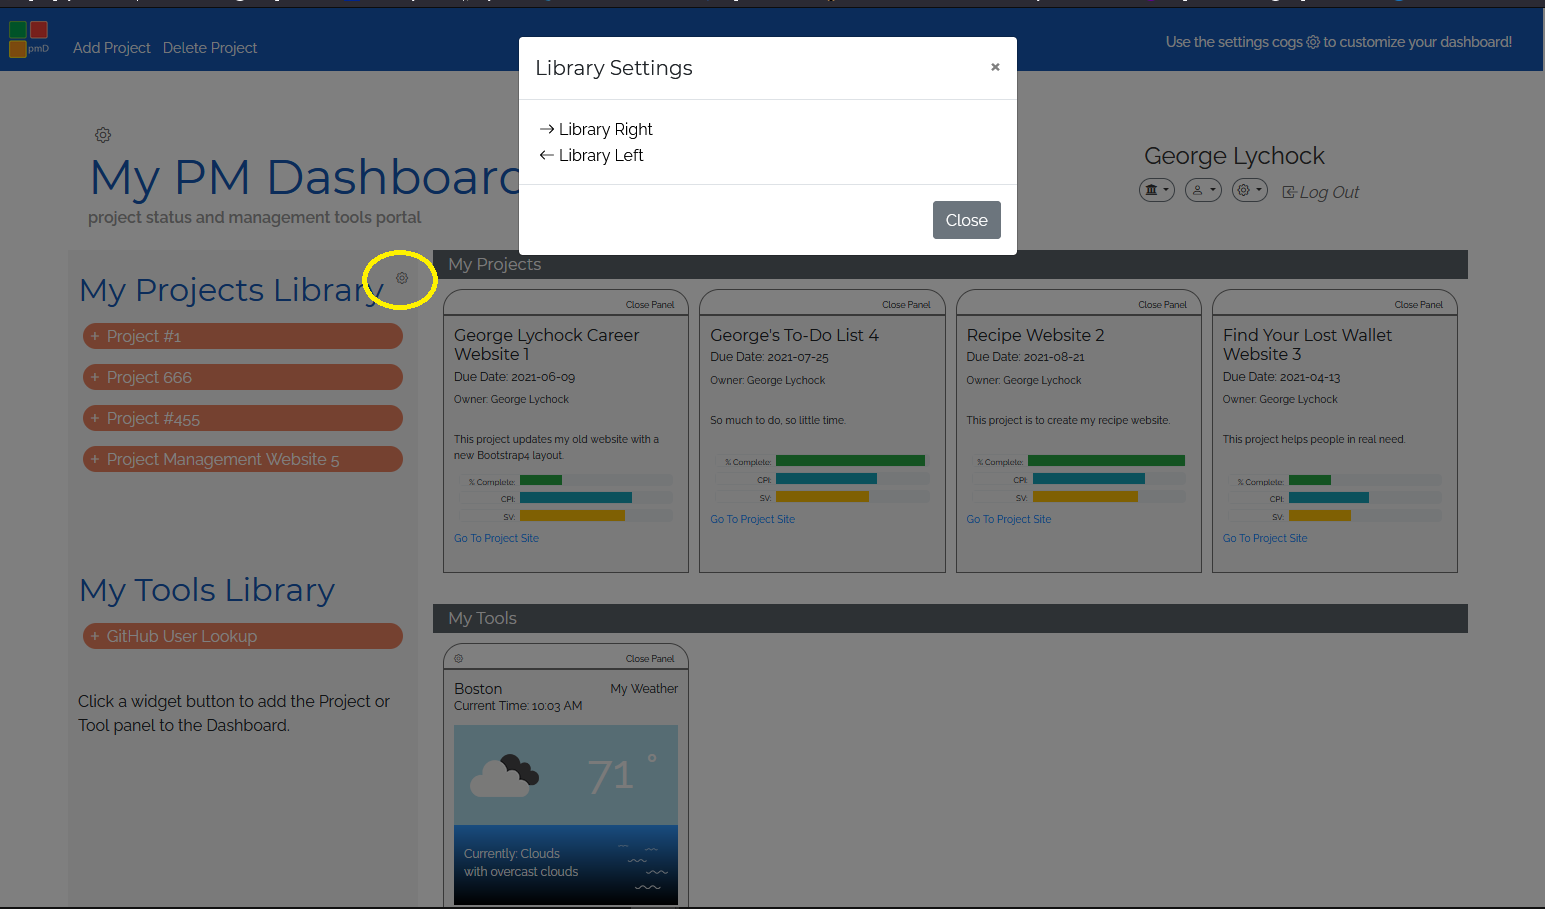 pmD
Add Project Delete Project
Use the settings cogs to customize your dashboard!
Library Settings
×
→ Library Right
← Library Left
Close
My PM Dashboard
project status and management tools portal
George Lychock
Log Out
My Projects Library
+ Project #1
+ Project 666
+ Project #455
+ Project Management Website 5
My Tools Library
+ GitHub User Lookup
Click a widget button to add the Project or
Tool panel to the Dashboard.
My Projects
Close Panel
George Lychock Career
Website 1
Due Date: 2021-06-09
Owner: George Lychock
This project updates my old website with a
new Bootstrap4 layout.
% Complete:
CPI:
SV:
Go To Project Site
Close Panel
George's To-Do List 4
Due Date: 2021-07-25
Owner: George Lychock
So much to do, so little time.
% Complete:
CPI:
SV:
Go To Project Site
Close Panel
Recipe Website 2
Due Date: 2021-08-21
Owner: George Lychock
This project is to create my recipe website.
% Complete:
CPI:
SV:
Go To Project Site
Close Panel
Find Your Lost Wallet
Website 3
Due Date: 2021-04-13
Owner: George Lychock
This project helps people in real need.
% Complete:
CPI:
SV:
Go To Project Site
My Tools
Close Panel
Boston My Weather
Current Time: 10:03 AM
71 °
Currently: Clouds
with overcast clouds